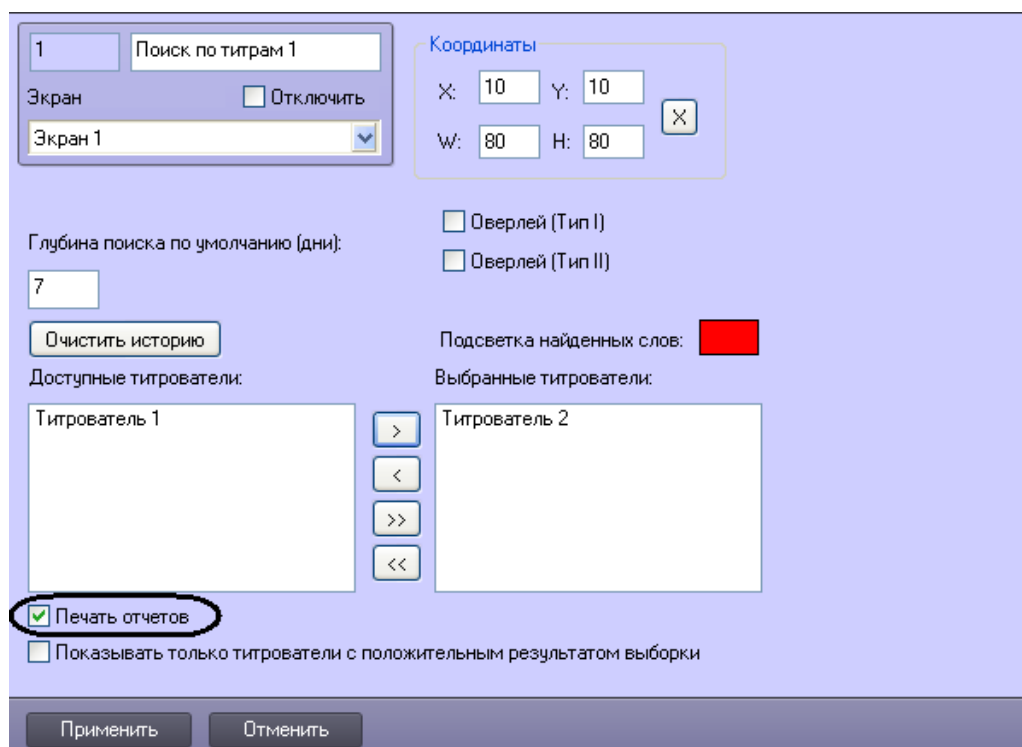 1
Поиск по титрам 1
Экран
Отключить
Экран 1
Координаты
X: 10 Y: 10
X
W: 80 H: 80
Оверлей (Тип I)
Глубина поиска по умолчанию (дни):
Оверлей (Тип II)
7
Очистить историю
Подсветка найденных слов:
Доступные титрователи:
Выбранные титрователи:
Титрователь 1
>
Титрователь 2
<
>>
<<
Печать отчетов
Показывать только титрователи с положительным результатом выборки
Применить
Отменить